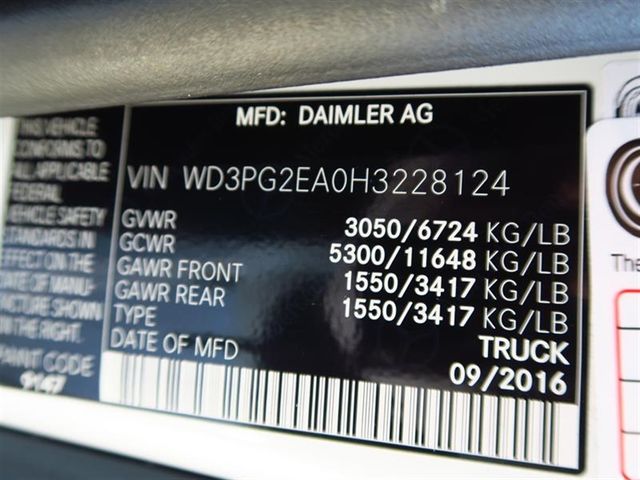 MFD: DAIMLER AG
THIS VEHICLE
CONFORMS TO
ALL APPLICABLE
FEDERAL
VEHICLE SAFETY
STANDARDS IN
EFFECT ON THE
DATE OF MANU-
FACTURE SHOWN
IN THE RIGHT.
PAINT CODE
9147
VIN WD3PG2EA0H3228124
GVWR 3050/6724 KG/LB
GCWR 5300/11648 KG/LB
GAWR FRONT 1550/3417 KG/LB
GAWR REAR 1550/3417 KG/LB
TYPE TRUCK
DATE OF MFD 09/2016
The